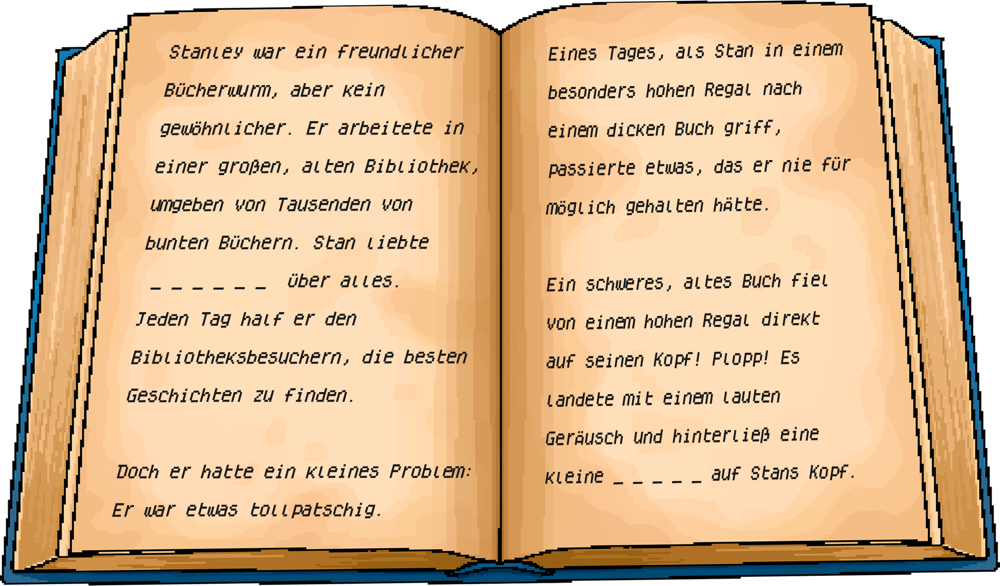 Stanley war ein freundlicher
Bücherwurm, aber kein
gewöhnlicher. Er arbeitete in
einer großen, alten Bibliothek,
umgeben von Tausenden von
bunten Büchern. Stan liebte
_ _ _ _ _ _ über alles.
Jeden Tag half er den
Bibliotheksbesuchern, die besten
Geschichten zu finden.
Doch er hatte ein kleines Problem:
Er war etwas tollpatschig.
Eines Tages, als Stan in einem
besonders hohen Regal nach
einem dicken Buch griff,
passierte etwas, das er nie für
möglich gehalten hätte.
Ein schweres, altes Buch fiel
von einem hohen Regal direkt
auf seinen Kopf! Plopp! Es
landete mit einem lauten
Geräusch und hinterließ eine
kleine _ _ _ _ _ auf Stans Kopf.